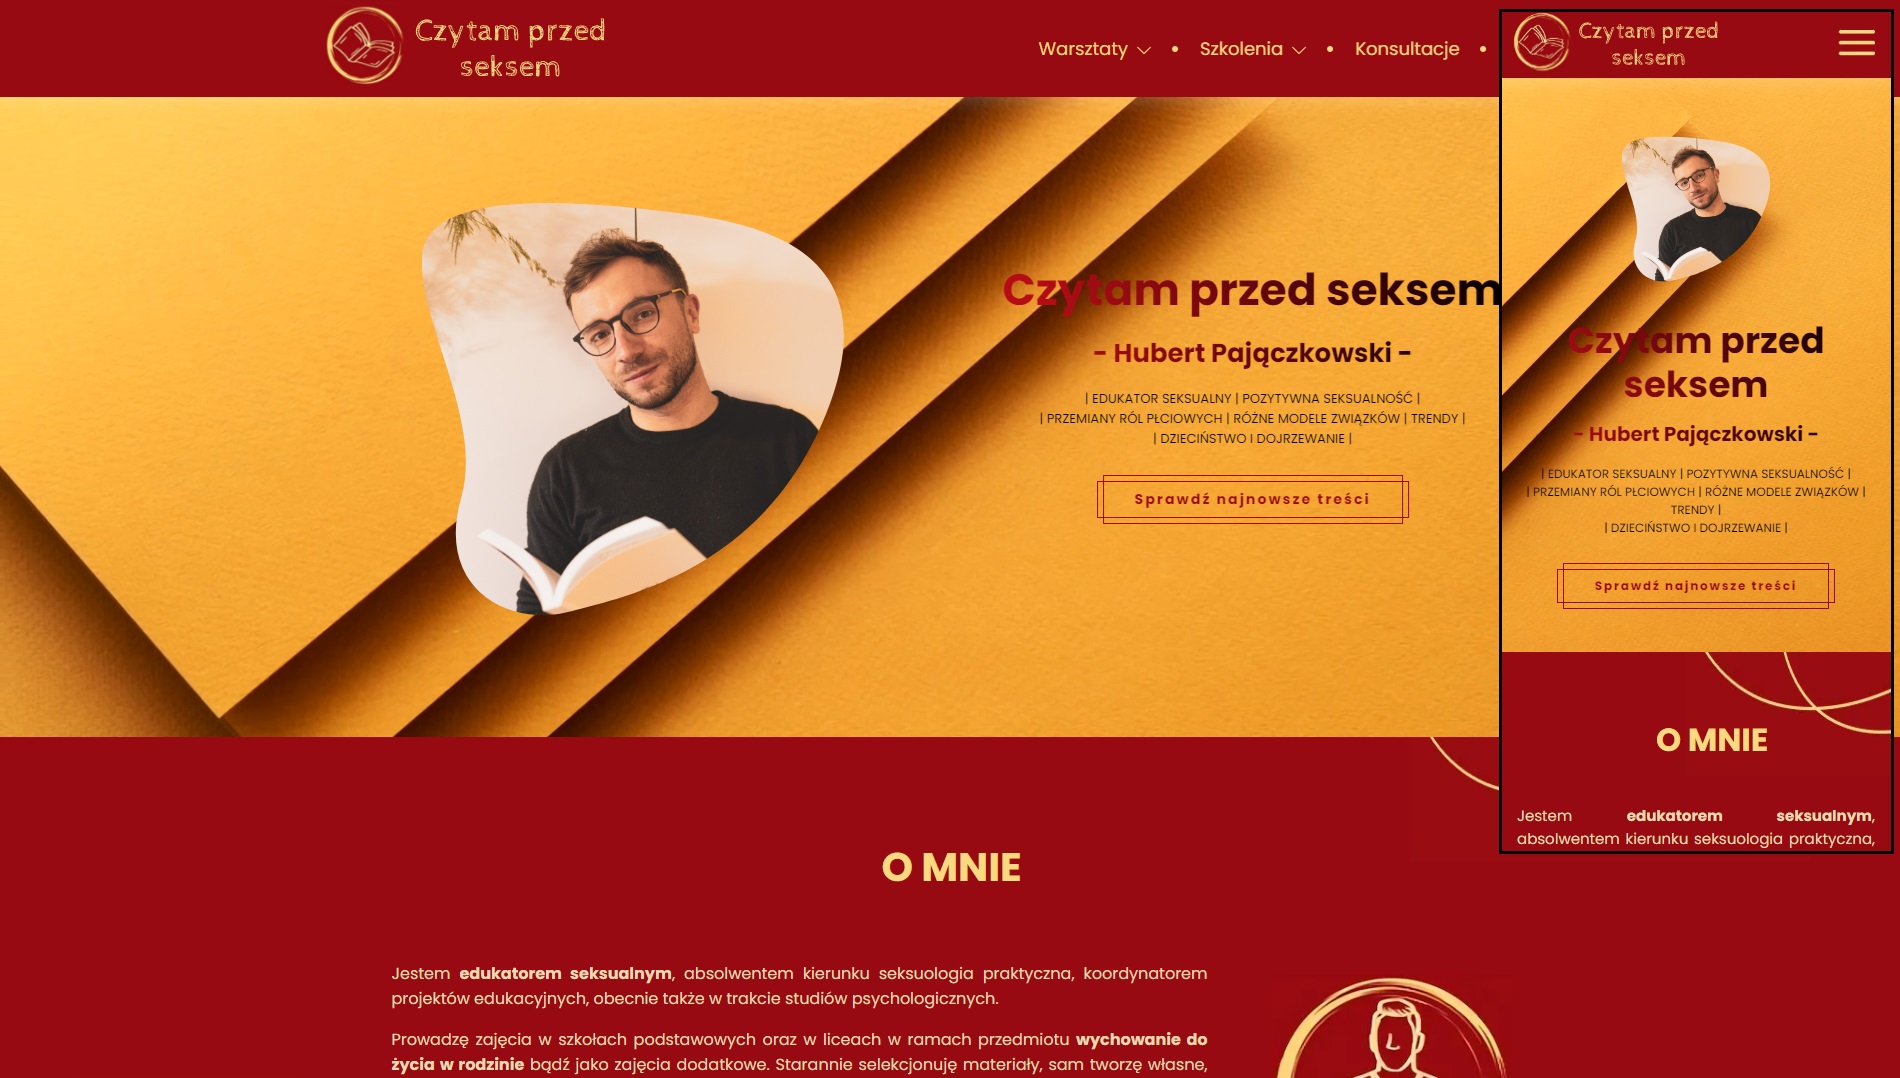 Czytam przed
seksem
Warsztaty • Szkolenia • Konsultacje •
Czytam przed seksem
- Hubert Pajączkowski -
| EDUKATOR SEKSUALNY | POZYTYWNA SEKSUALNOŚĆ |
| PRZEMIANY RÓL PŁCIOWYCH | RÓŻNE MODELE ZWIĄZKÓW | TRENDY |
| DZIECIŃSTWO I DOJRZEWANIE |
Sprawdź najnowsze treści
O MNIE
Jestem edukatorem seksualnym, absolwentem kierunku seksuologia praktyczna, koordynatorem
projektów edukacyjnych, obecnie także w trakcie studiów psychologicznych.
Prowadzę zajęcia w szkołach podstawowych oraz w liceach w ramach przedmiotu wychowanie do
życia w rodzinie bądź jako zajęcia dodatkowe. Starannie selekcjonuję materiały, sam tworzę własne,
Czytam przed
seksem
Czytam przed
seksem
- Hubert Pajączkowski -
| EDUKATOR SEKSUALNY | POZYTYWNA SEKSUALNOŚĆ |
| PRZEMIANY RÓL PŁCIOWYCH | RÓŻNE MODELE ZWIĄZKÓW |
TRENDY |
| DZIECIŃSTWO I DOJRZEWANIE |
Sprawdź najnowsze treści
O MNIE
Jestem edukatorem seksualnym,
absolwentem kierunku seksuologia praktyczna,